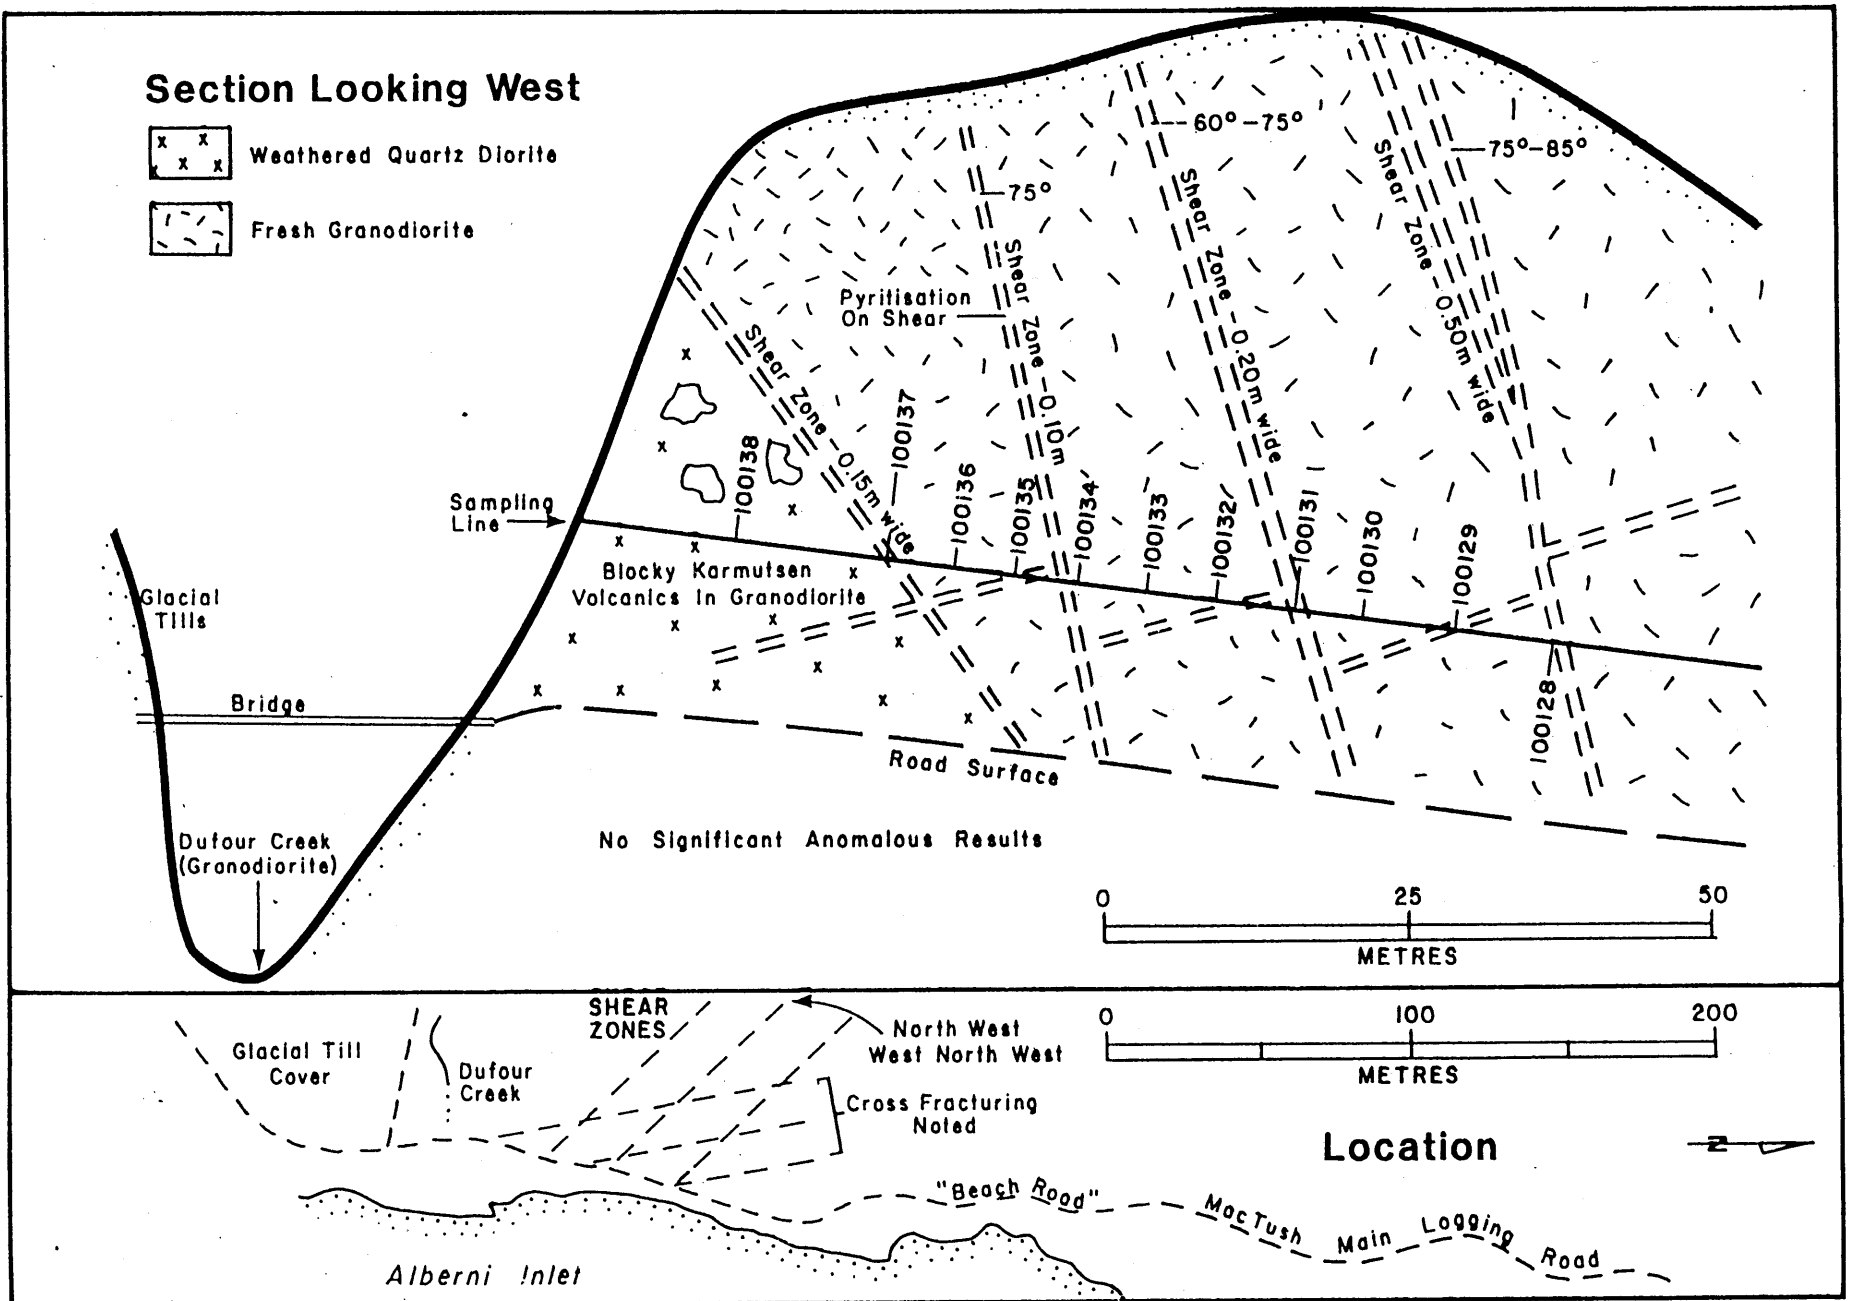 Section Looking West
Weathered Quartz Diorite
Fresh Granodiorite
60°-75°
75°-85°
75°
Shear Zone - 0.15m wide
Shear Zone - 0.10m
Shear Zone - 0.20m wide
Shear Zone - 0.50m wide
Pyritisation
On Shear
100138
100137
100136
100135
100134
100133
100132
100131
100130
100129
100128
Sampling
Line
Blocky Karmutsen
Volcanics In Granodiorite
Glacial
Tills
Bridge
Road Surface
Dufour Creek
(Granodiorite)
No Significant Anomalous Results
0 25 50
METRES
SHEAR
ZONES
North West
West North West
0 100 200
METRES
Glacial Till
Cover
Dufour
Creek
Cross Fracturing
Noted
Location
N
"Beach Road"
MacTush Main Logging Road
Alberni Inlet